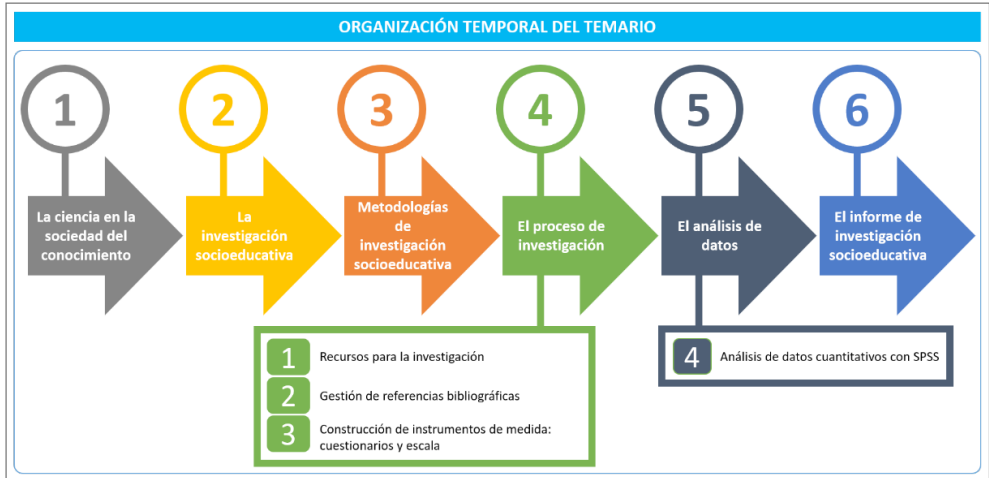 ORGANIZACIÓN TEMPORAL DEL TEMARIO
1
2
3
4
5
6
La ciencia en la
sociedad del
conocimiento
La
investigación
socioeducativa
Metodologías
de
investigación
socioeducativa
El proceso de
investigación
El análisis de
datos
El informe de
investigación
socioeducativa
1
Recursos para la investigación
2
Gestión de referencias bibliográficas
3
Construcción de instrumentos de medida:
cuestionarios y escala
4
Análisis de datos cuantitativos con SPSS